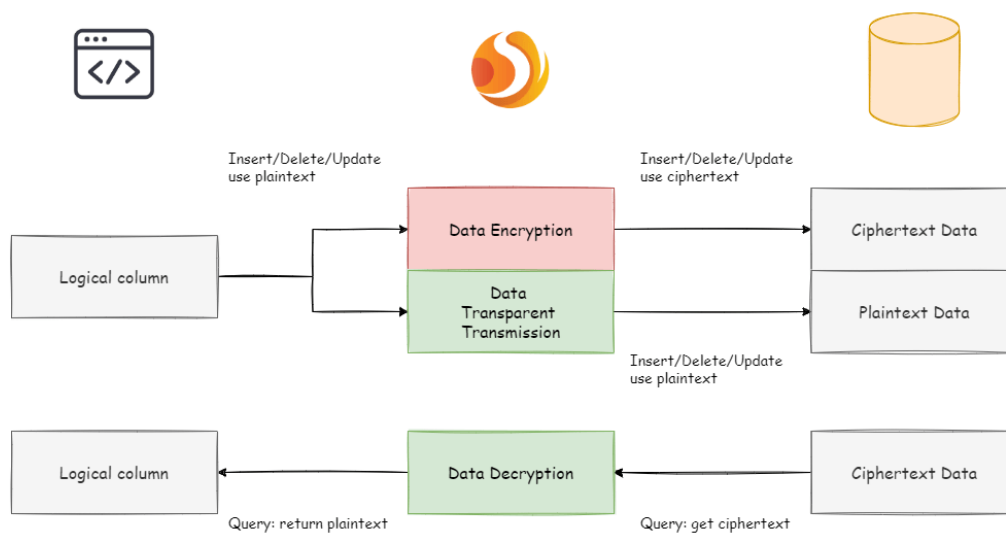 </>
Insert/Delete/Update
use plaintext
Insert/Delete/Update
use ciphertext
Logical column
Data Encryption
Ciphertext Data
Data
Transparent
Transmission
Plaintext Data
Insert/Delete/Update
use plaintext
Logical column
Data Decryption
Ciphertext Data
Query: return plaintext
Query: get ciphertext